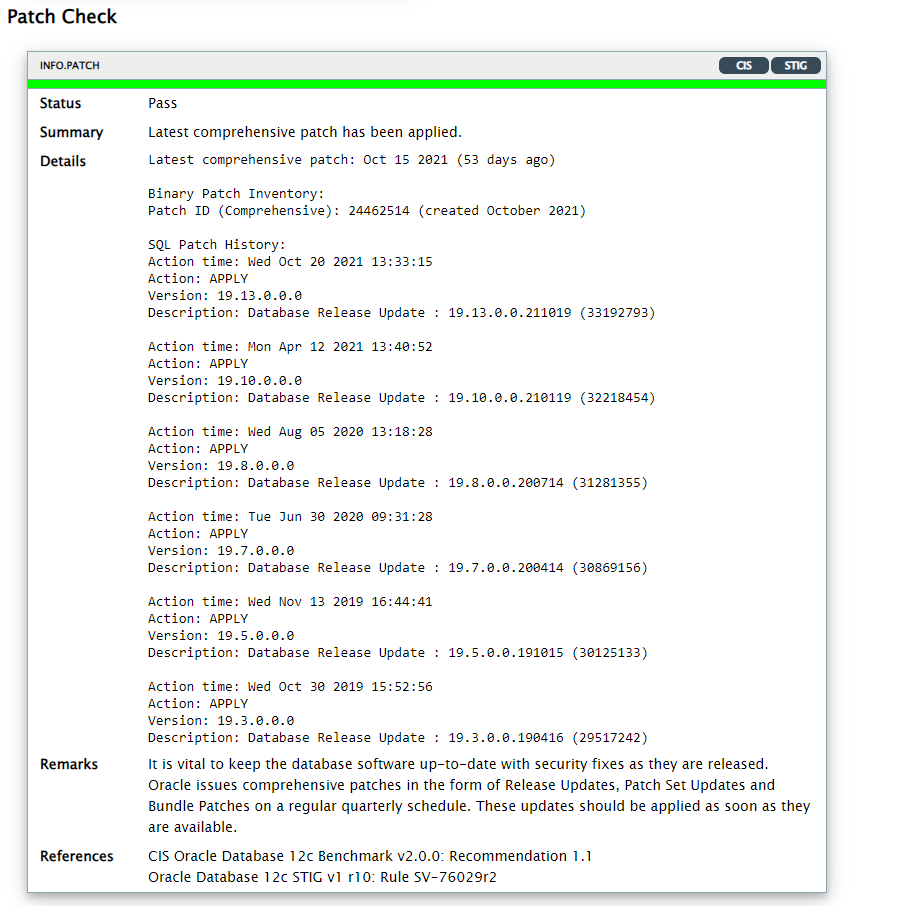 Patch Check
INFO.PATCH CIS STIG
Status Pass
Summary Latest comprehensive patch has been applied.
Details Latest comprehensive patch: Oct 15 2021 (53 days ago)
Binary Patch Inventory:
Patch ID (Comprehensive): 24462514 (created October 2021)
SQL Patch History:
Action time: Wed Oct 20 2021 13:33:15
Action: APPLY
Version: 19.13.0.0.0
Description: Database Release Update : 19.13.0.0.211019 (33192793)
Action time: Mon Apr 12 2021 13:40:52
Action: APPLY
Version: 19.10.0.0.0
Description: Database Release Update : 19.10.0.0.210119 (32218454)
Action time: Wed Aug 05 2020 13:18:28
Action: APPLY
Version: 19.8.0.0.0
Description: Database Release Update : 19.8.0.0.200714 (31281355)
Action time: Tue Jun 30 2020 09:31:28
Action: APPLY
Version: 19.7.0.0.0
Description: Database Release Update : 19.7.0.0.200414 (30869156)
Action time: Wed Nov 13 2019 16:44:41
Action: APPLY
Version: 19.5.0.0.0
Description: Database Release Update : 19.5.0.0.191015 (30125133)
Action time: Wed Oct 30 2019 15:52:56
Action: APPLY
Version: 19.3.0.0.0
Description: Database Release Update : 19.3.0.0.190416 (29517242)
Remarks It is vital to keep the database software up-to-date with security fixes as they are released.
Oracle issues comprehensive patches in the form of Release Updates, Patch Set Updates and
Bundle Patches on a regular quarterly schedule. These updates should be applied as soon as they
are available.
References CIS Oracle Database 12c Benchmark v2.0.0: Recommendation 1.1
Oracle Database 12c STIG v1 r10: Rule SV-76029r2